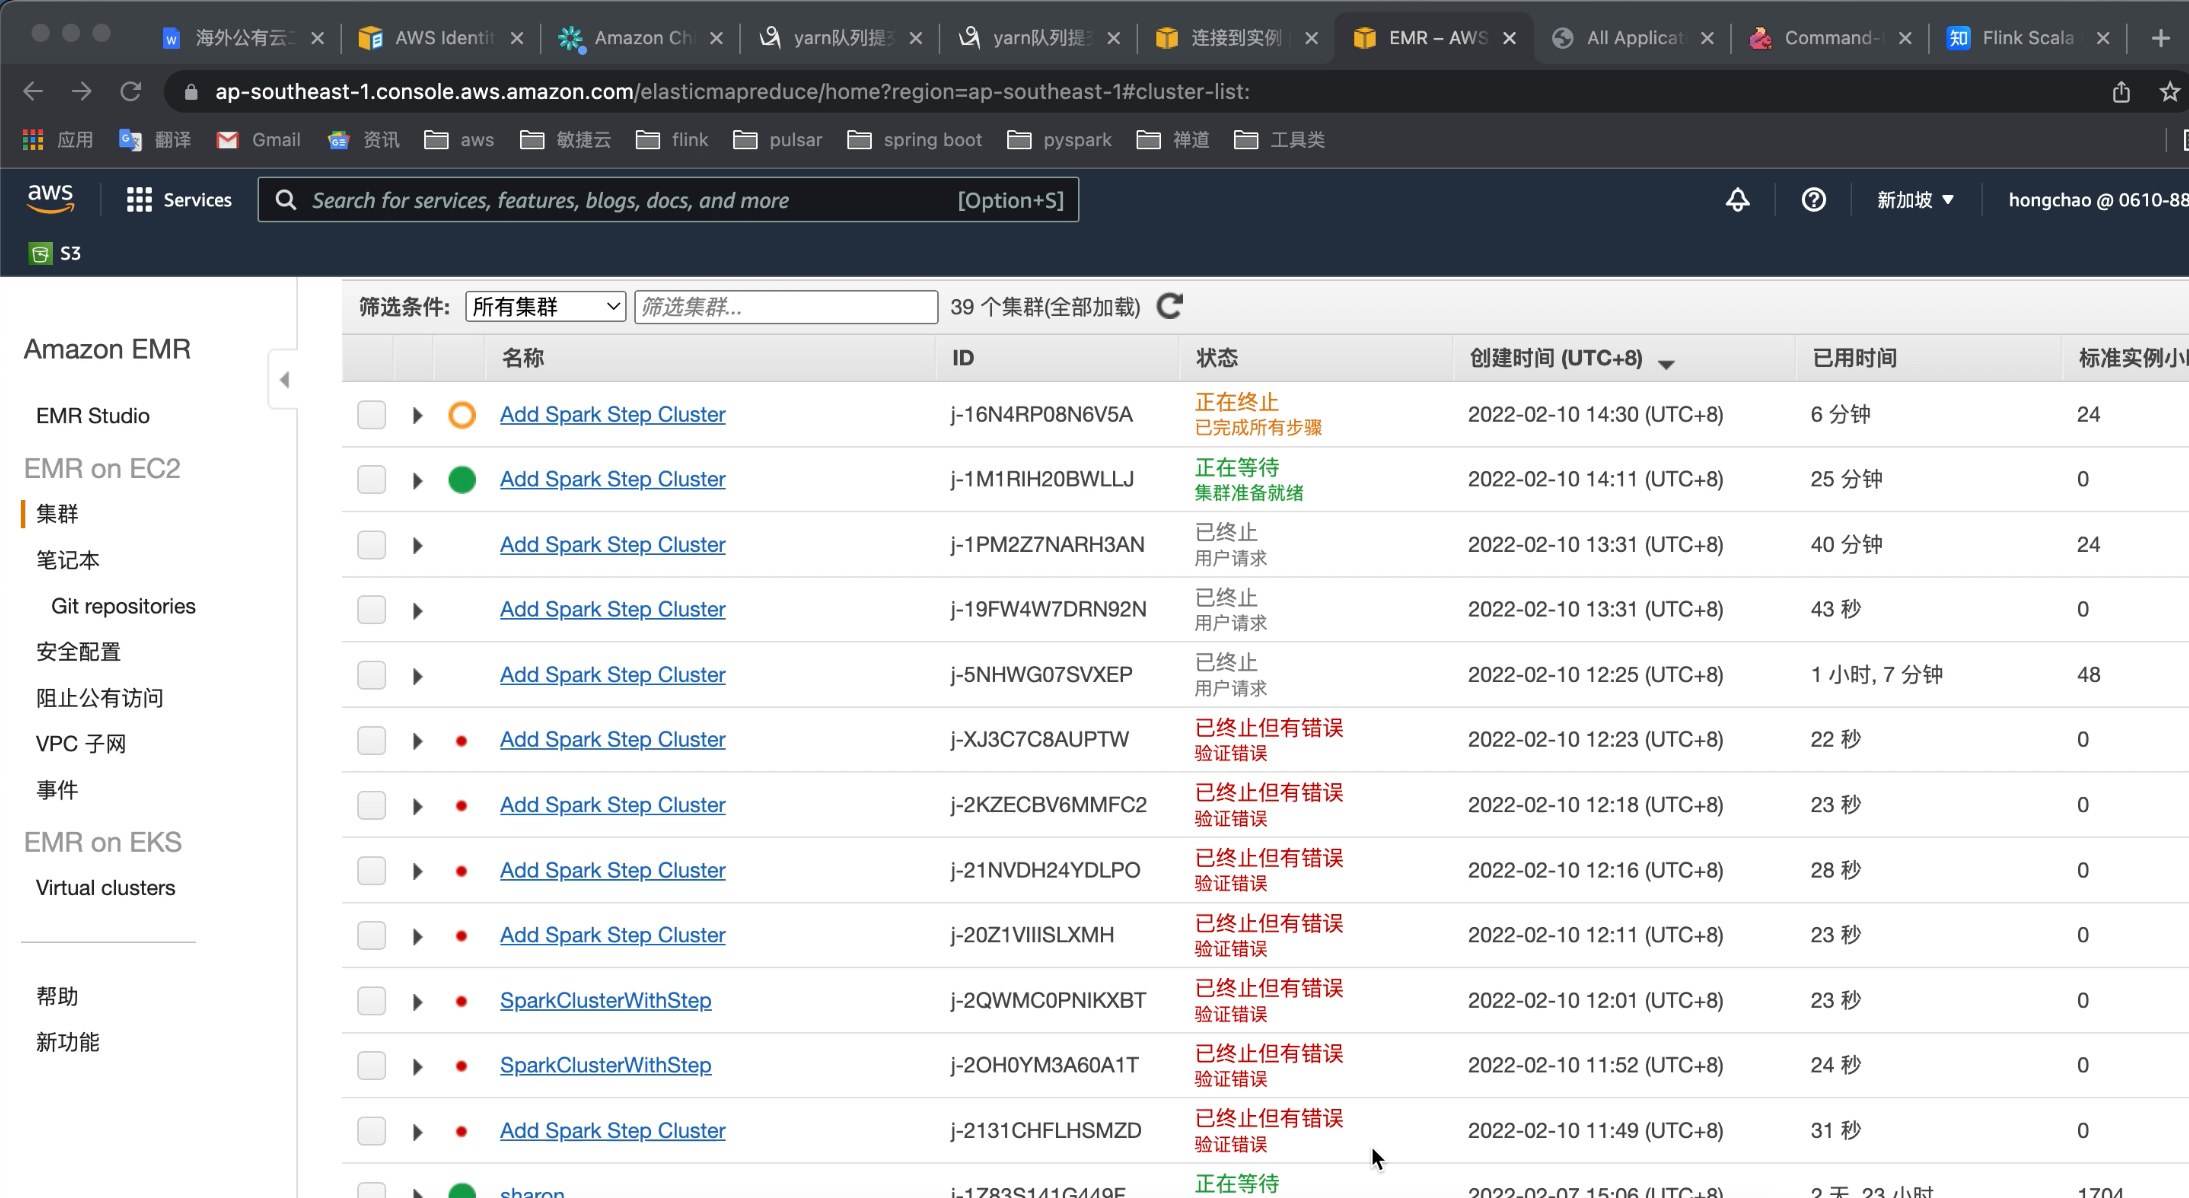 海外公有云 AWS Identit Amazon Ch yarn队列提 yarn队列提 连接到实例 EMR – AWS All Applicat Command- Flink Scala
ap-southeast-1.console.aws.amazon.com/elasticmapreduce/home?region=ap-southeast-1#cluster-list:
应用 翻译 Gmail 资讯 aws 敏捷云 flink pulsar spring boot pyspark 禅道 工具类
aws Services Search for services, features, blogs, docs, and more [Option+S] 新加坡 hongchao @ 0610-88
S3
筛选条件: 所有集群 筛选集群... 39 个集群(全部加载)
名称 ID 状态 创建时间 (UTC+8) 已用时间 标准实例小
Amazon EMR
EMR Studio
EMR on EC2
集群
笔记本
Git repositories
安全配置
阻止公有访问
VPC 子网
事件
EMR on EKS
Virtual clusters
帮助
新功能
Add Spark Step Cluster j-16N4RP08N6V5A 正在终止 2022-02-10 14:30 (UTC+8) 6 分钟 24
已完成所有步骤
Add Spark Step Cluster j-1M1RIH20BWLLJ 正在等待 2022-02-10 14:11 (UTC+8) 25 分钟 0
集群准备就绪
Add Spark Step Cluster j-1PM2Z7NARH3AN 已终止 2022-02-10 13:31 (UTC+8) 40 分钟 24
用户请求
Add Spark Step Cluster j-19FW4W7DRN92N 已终止 2022-02-10 13:31 (UTC+8) 43 秒 0
用户请求
Add Spark Step Cluster j-5NHWG07SVXEP 已终止 2022-02-10 12:25 (UTC+8) 1 小时, 7 分钟 48
用户请求
Add Spark Step Cluster j-XJ3C7C8AUPTW 已终止但有错误 2022-02-10 12:23 (UTC+8) 22 秒 0
验证错误
Add Spark Step Cluster j-2KZECBV6MMFC2 已终止但有错误 2022-02-10 12:18 (UTC+8) 23 秒 0
验证错误
Add Spark Step Cluster j-21NVDH24YDLPO 已终止但有错误 2022-02-10 12:16 (UTC+8) 28 秒 0
验证错误
Add Spark Step Cluster j-20Z1VIIISLXMH 已终止但有错误 2022-02-10 12:11 (UTC+8) 23 秒 0
验证错误
SparkClusterWithStep j-2QWMC0PNIKXBT 已终止但有错误 2022-02-10 12:01 (UTC+8) 23 秒 0
验证错误
SparkClusterWithStep j-2OH0YM3A60A1T 已终止但有错误 2022-02-10 11:52 (UTC+8) 24 秒 0
验证错误
Add Spark Step Cluster j-2131CHFLHSMZD 已终止但有错误 2022-02-10 11:49 (UTC+8) 31 秒 0
验证错误
sharon j-1Z83S141G449F 正在等待 2022-02-07 15:06 (UTC+8) 2 天, 23 小时 1704